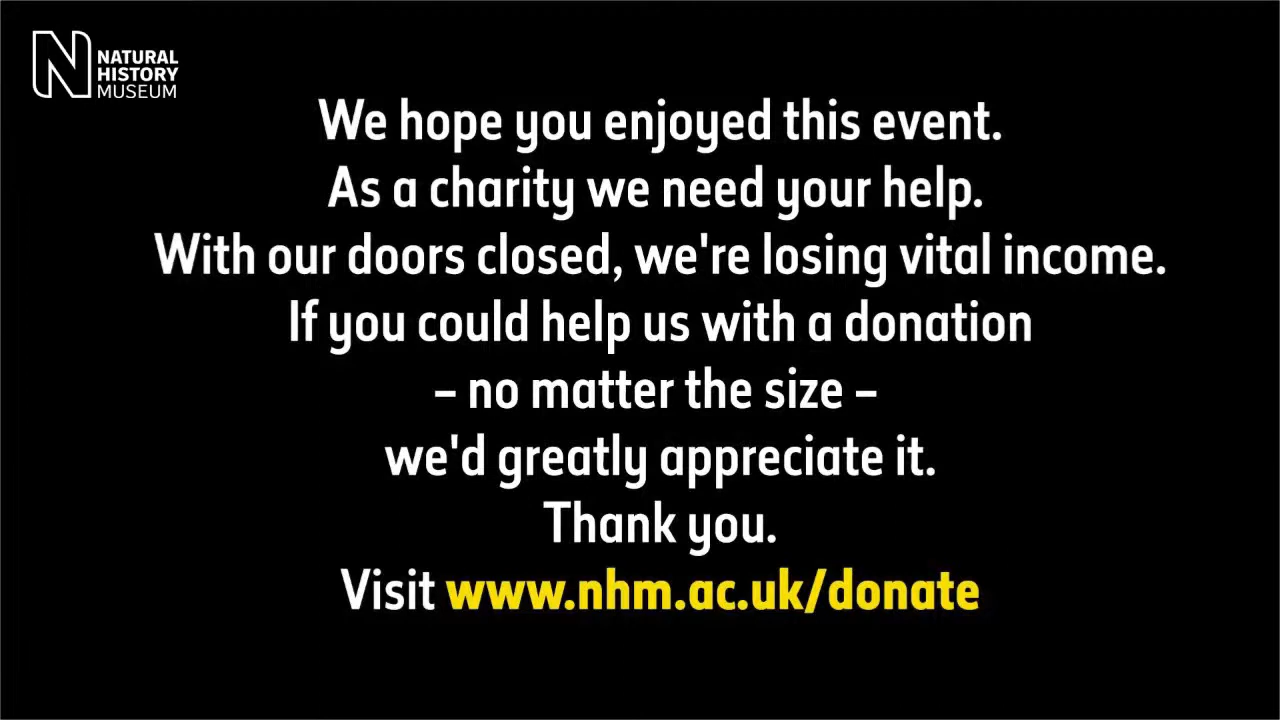 NATURAL
HISTORY
MUSEUM
We hope you enjoyed this event.
As a charity we need your help.
With our doors closed, we're losing vital income.
If you could help us with a donation
– no matter the size –
we'd greatly appreciate it.
Thank you.
Visit www.nhm.ac.uk/donate